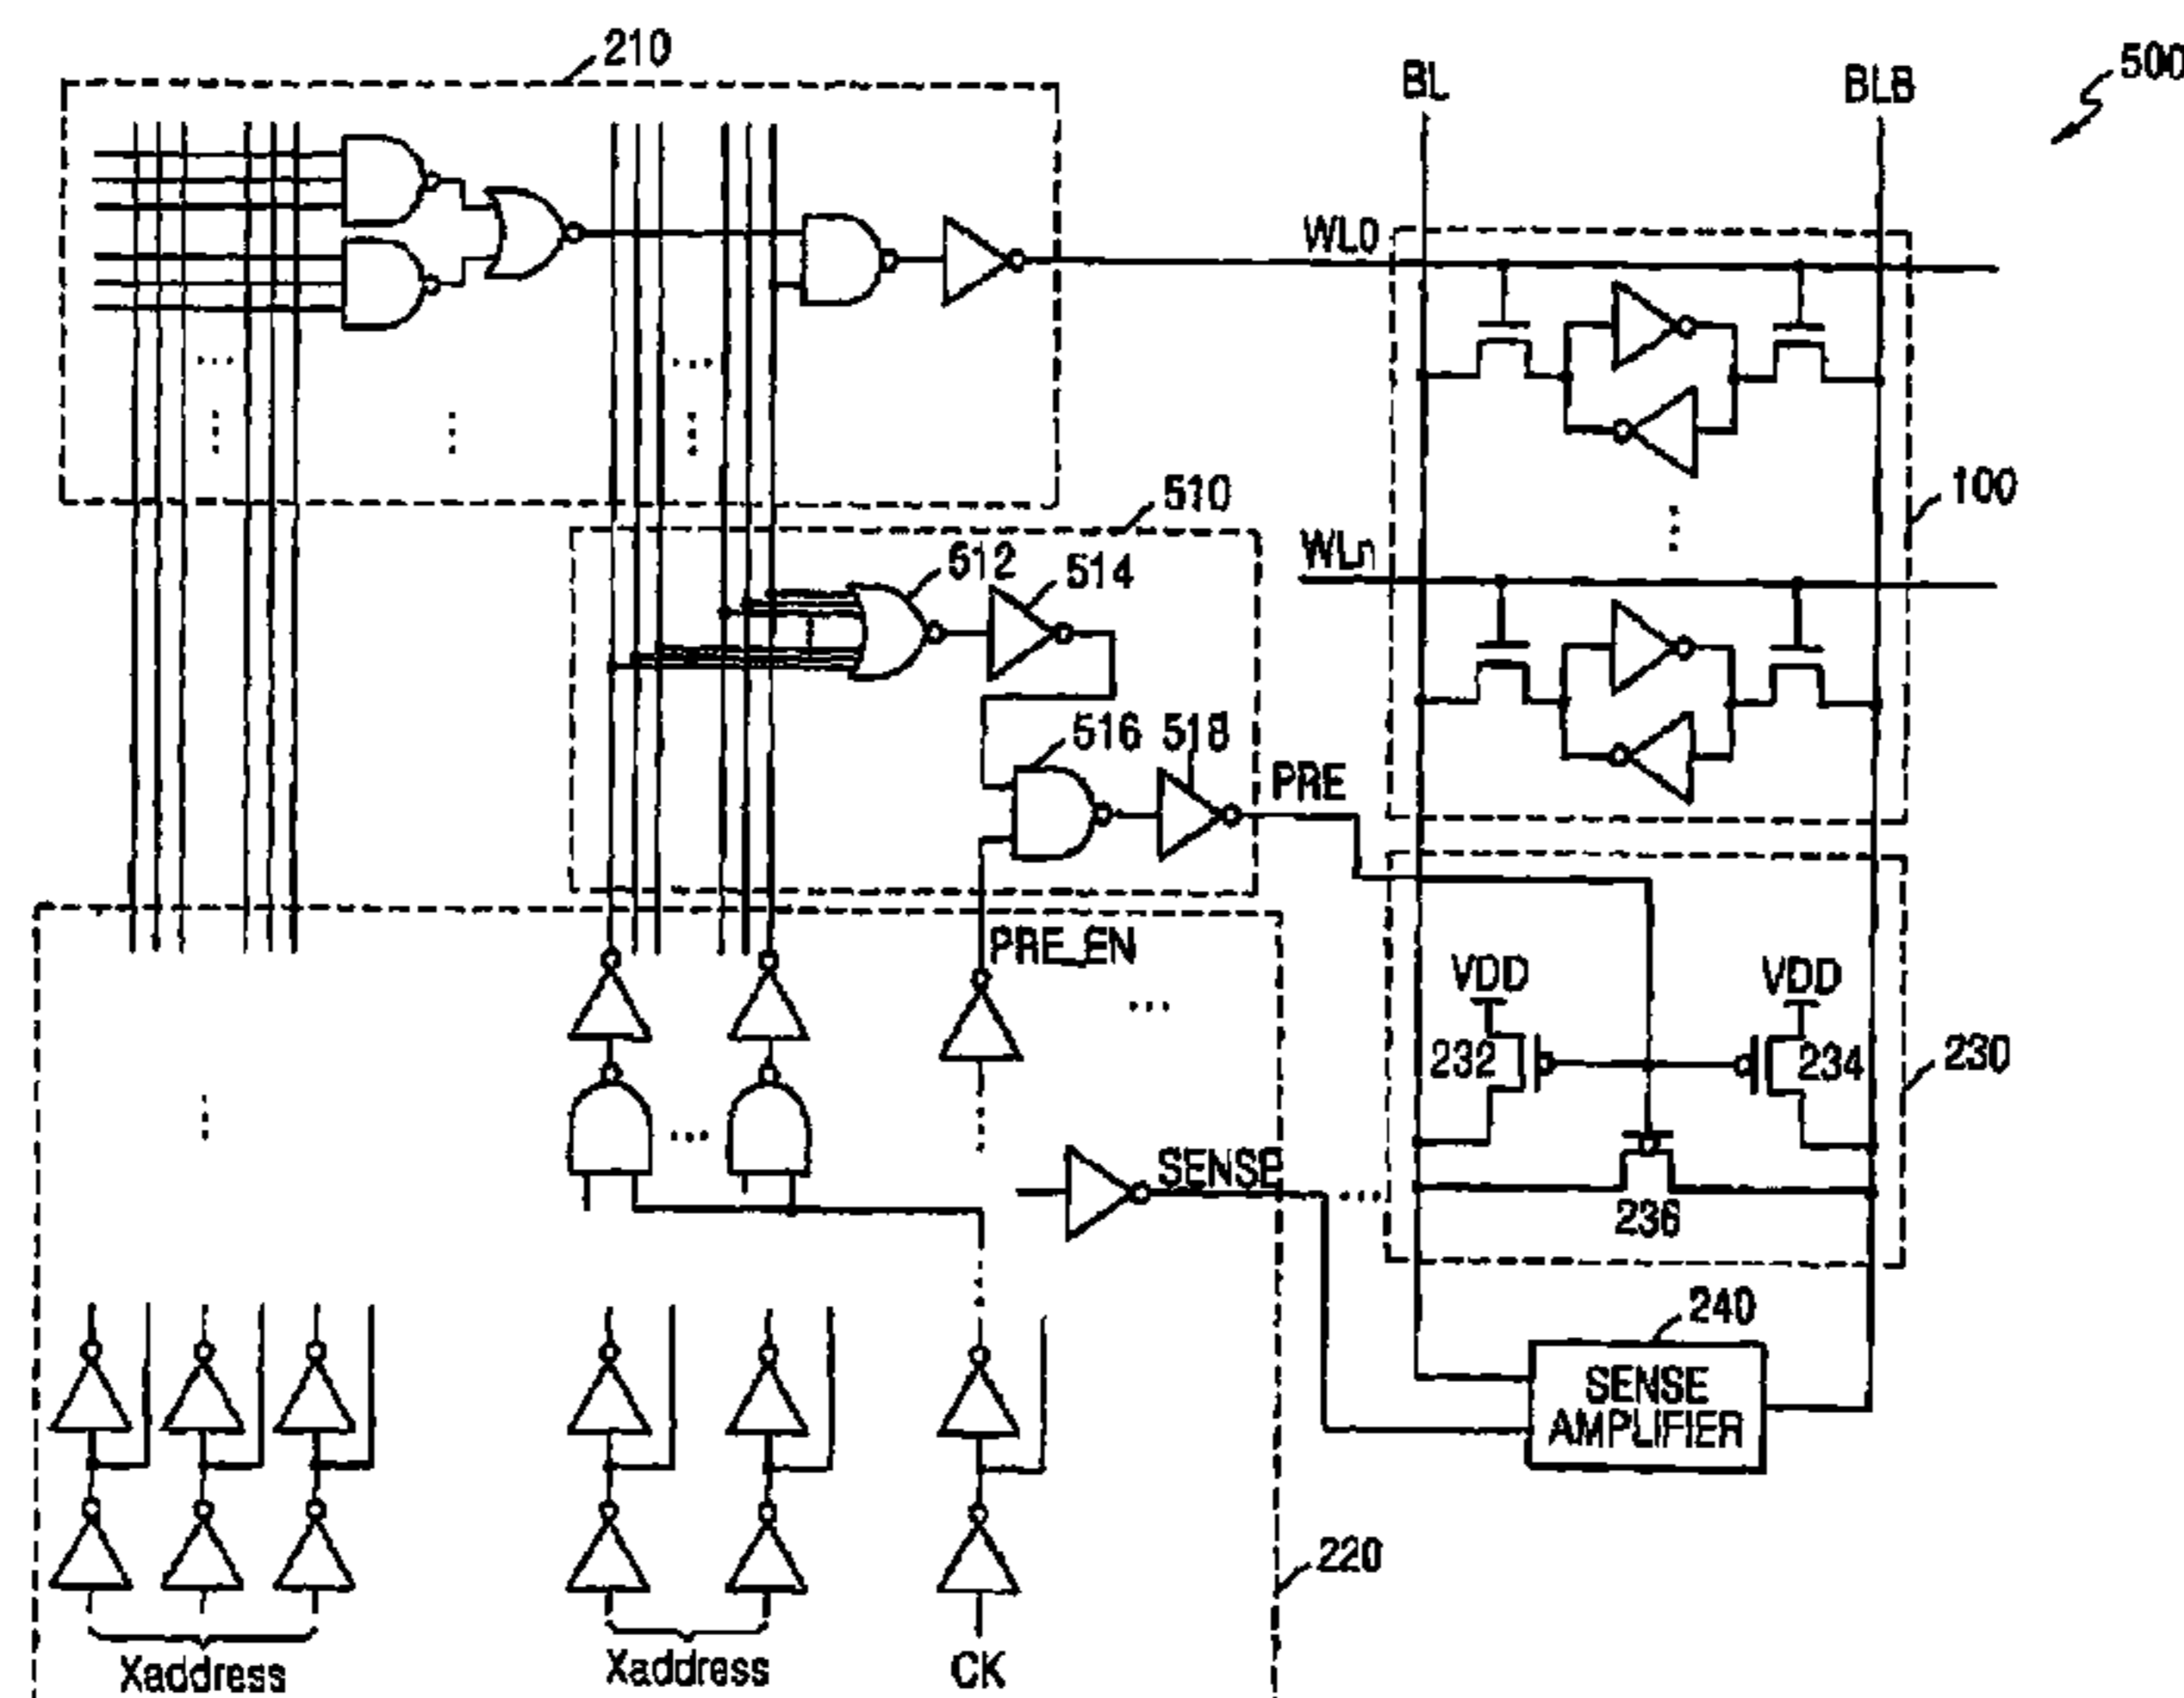 210
500
BL
BLB
WL0
510
100
512
514
WLn
516
518
PRE
PRE_EN
VDD
VDD
232
234
230
SENSE
236
240
SENSE
AMPLIFIER
220
Xaddress
Xaddress
CK